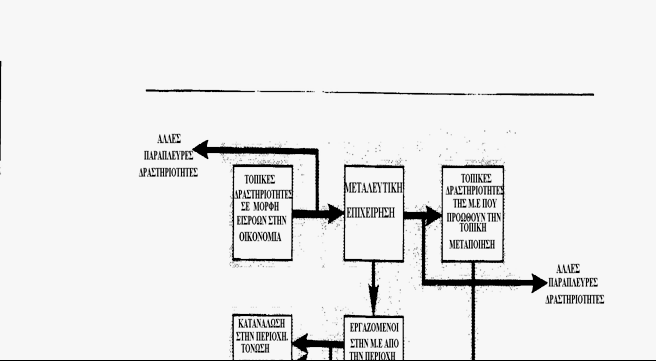 ΑΛΛΕΣ
ΠΑΡΑΠΛΕΥΡΕΣ
ΔΡΑΣΤΗΡΙΟΤΗΤΕΣ
ΤΟΠΙΚΕΣ
ΔΡΑΣΤΗΡΙΟΤΗΤΕΣ
ΣΕ ΜΟΡΦΗ
ΕΙΣΡΟΩΝ ΣΤΗΝ
ΟΙΚΟΝΟΜΙΑ
ΜΕΤΑΛΕΥΤΙΚΗ
ΕΠΙΧΕΙΡΗΣΗ
ΤΟΠΙΚΕΣ
ΔΡΑΣΤΗΡΙΟΤΗΤΕΣ
ΤΗΣ Μ.Ε ΠΟΥ
ΠΡΟΩΘΟΥΝ ΤΗΝ
ΤΟΠΙΚΗ
ΜΕΤΑΠΟΙΗΣΗ
ΑΛΛΕΣ
ΠΑΡΑΠΛΕΥΡΕΣ
ΔΡΑΣΤΗΡΙΟΤΗΤΕΣ
ΚΑΤΑΝΑΛΩΣΗ
ΣΤΗΝ ΠΕΡΙΟΧΗ.
ΤΟΝΩΣΗ
ΕΡΓΑΖΟΜΕΝΟΙ
ΣΤΗΝ Μ.Ε ΑΠΟ
ΤΗΝ ΠΕΡΙΟΧΗ